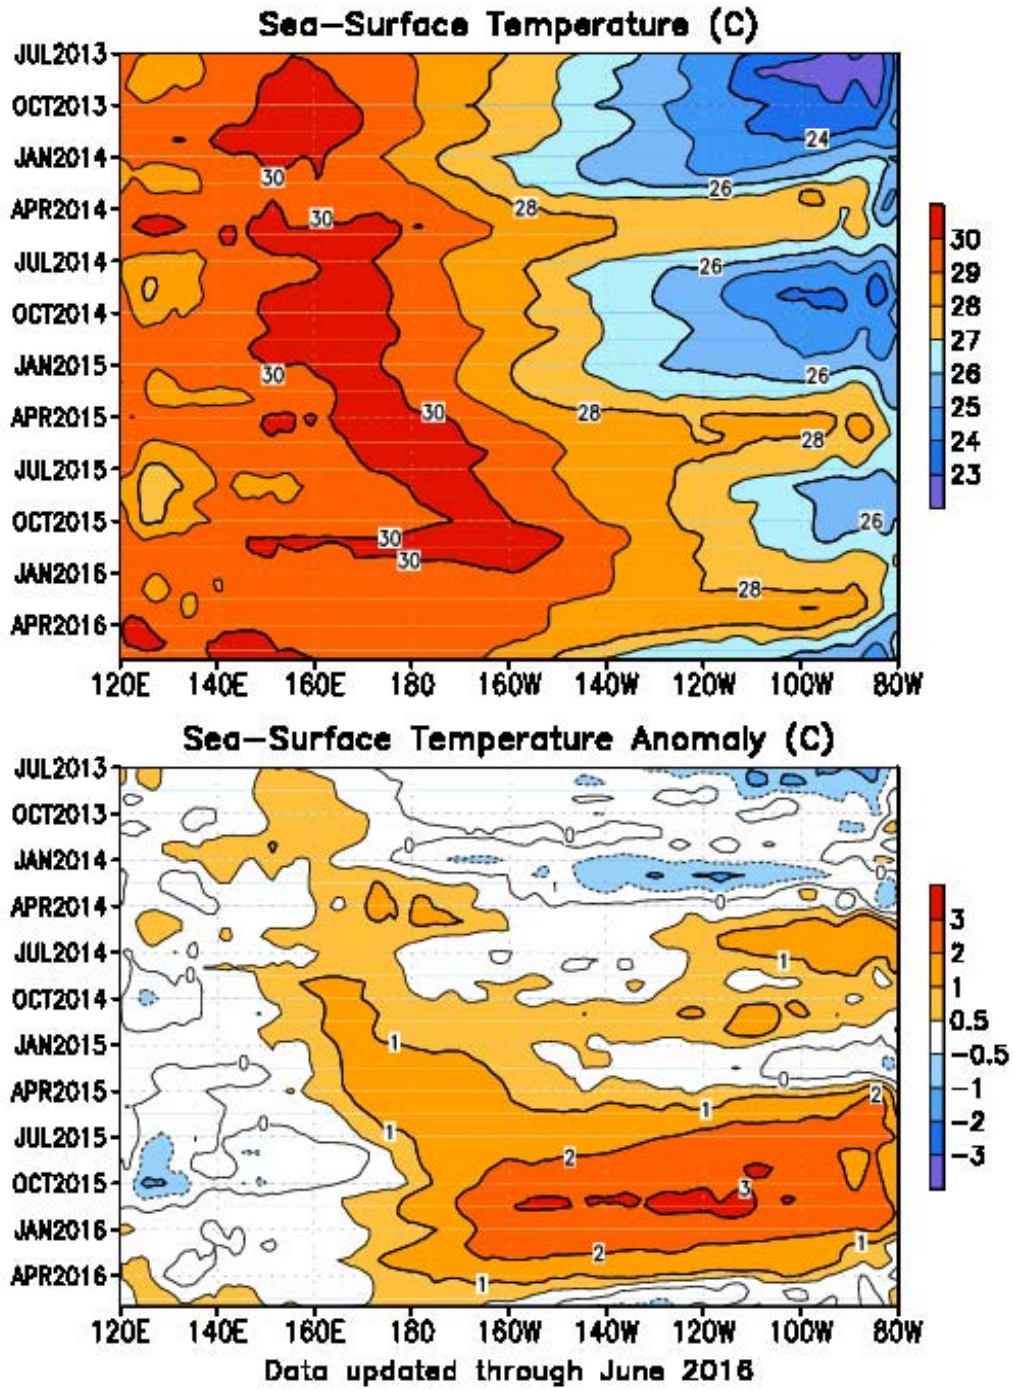 Sea-Surface Temperature (C)
JUL2013
OCT2013
24
JAN2014
30
26
APR2014
30
28
JUL2014
26
OCT2014
JAN2015
30
26
APR2015
30
28
28
JUL2015
OCT2015
26
30
30
JAN2016
28
APR2016
30
29
28
27
26
25
24
23
120E 140E 160E 180 160W 140W 120W 100W 80W
Sea-Surface Temperature Anomaly (C)
JUL2013
OCT2013
0
0
JAN2014
0
0
APR2014
JUL2014
1
0
OCT2014
JAN2015
1
0
0
APR2015
2
1
0
1
JUL2015
2
OCT2015
3
JAN2016
1
2
APR2016
1
3
2
1
0.5
-0.5
-1
-2
-3
120E 140E 160E 180 160W 140W 120W 100W 80W
Data updated through June 2016